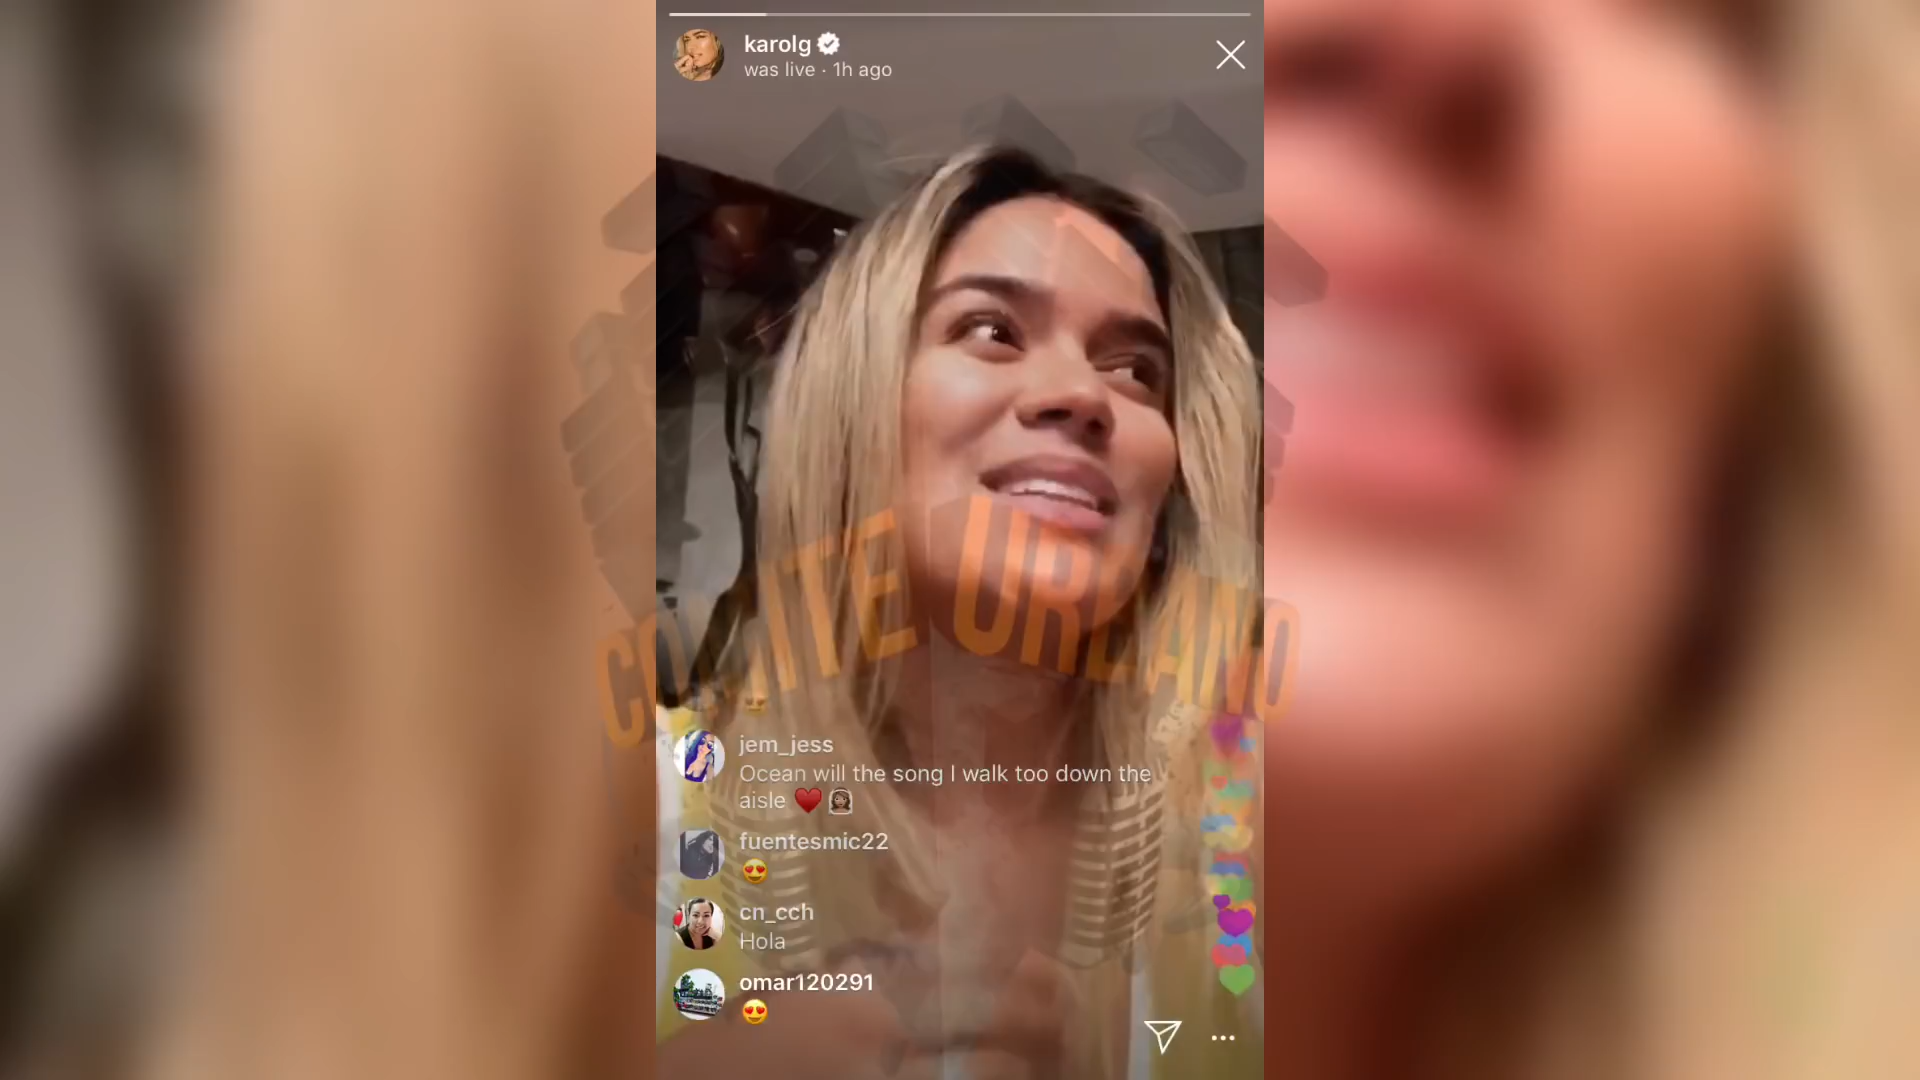 karolg
was live · 1h ago
COMITE URBANO
jem_jess
Ocean will the song I walk too down the
aisle ❤️ 👰🏽
fuentesmic22
😍
cn_cch
Hola
omar120291
😍